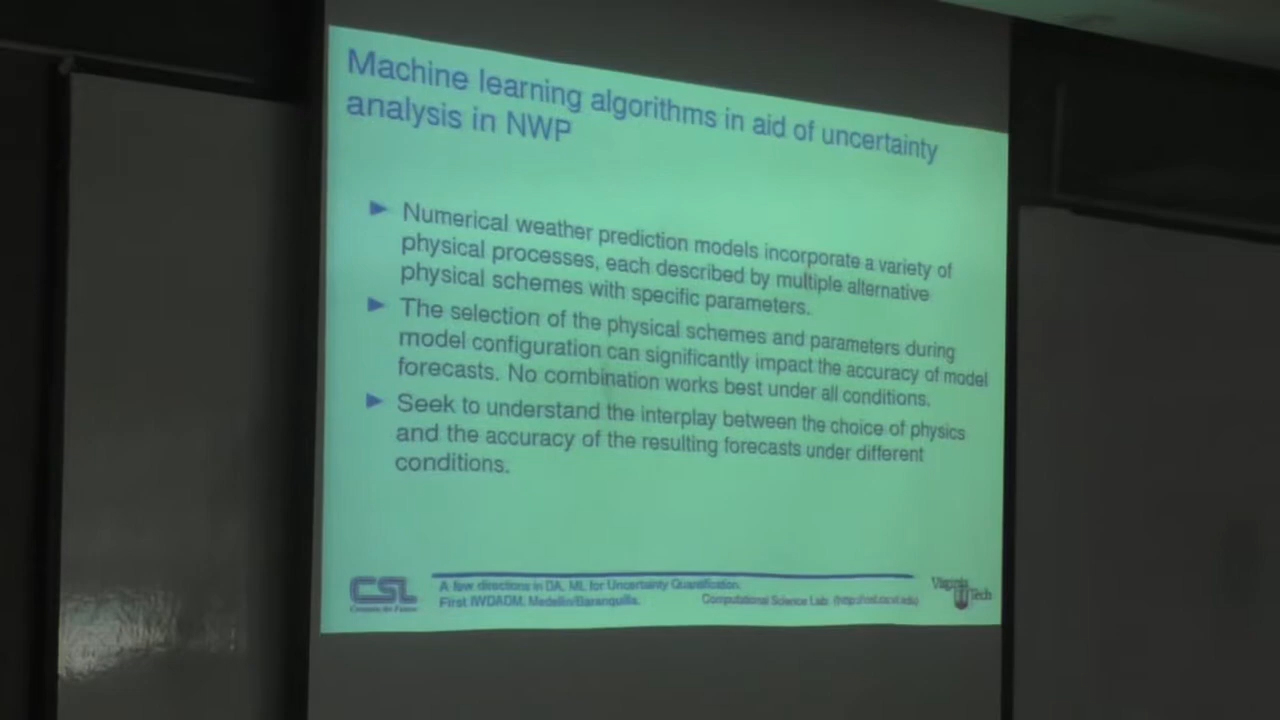 Machine learning algorithms in aid of uncertainty
analysis in NWP
Numerical weather prediction models incorporate a variety of
physical processes, each described by multiple alternative
physical schemes with specific parameters.
The selection of the physical schemes and parameters during
model configuration can significantly impact the accuracy of model
forecasts. No combination works best under all conditions.
Seek to understand the interplay between the choice of physics
and the accuracy of the resulting forecasts under different
conditions.
CSL
A few directions in DA, ML for Uncertainty Quantification.
First IWDADM, Medellin/Baranquilla.
Computational Science Lab
Virginia
Tech